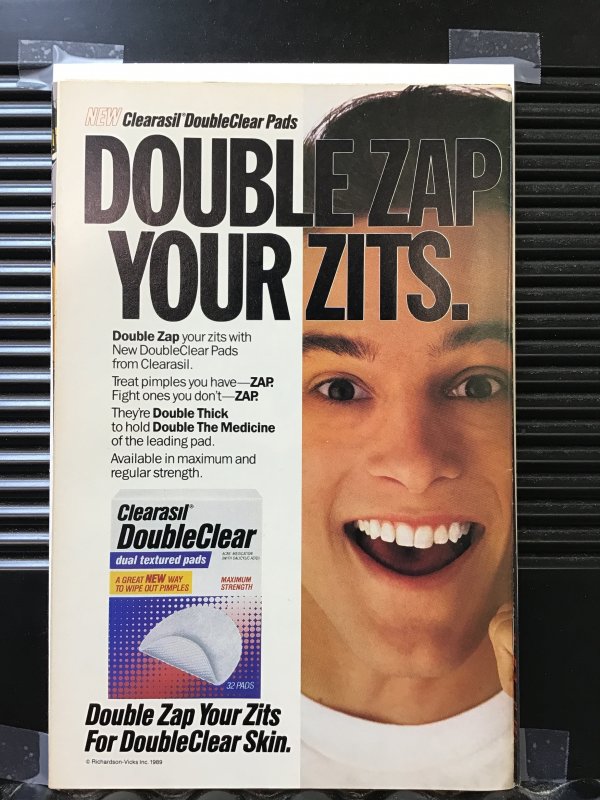 NEW Clearasil® DoubleClear Pads
DOUBLE ZAP
YOUR ZITS.
Double Zap your zits with
New DoubleClear Pads
from Clearasil.
Treat pimples you have—ZAP.
Fight ones you don't—ZAP.
They're Double Thick
to hold Double The Medicine
of the leading pad.
Available in maximum and
regular strength.
Clearasil®
DoubleClear
dual textured pads
ACNE MEDICATION
A GREAT NEW WAY
TO WIPE OUT PIMPLES
MAXIMUM
STRENGTH
32 PADS
Double Zap Your Zits
For DoubleClear Skin.
© Richardson-Vicks Inc. 1989